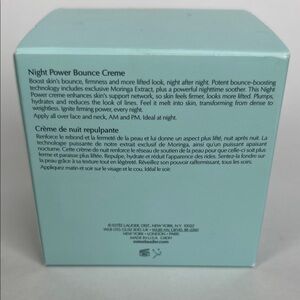 Night Power Bounce Creme
Boost skin's bounce, firmness and more lifted look, night after night. Potent bounce-boosting
technology includes exclusive Moringa Extract, plus a powerful nighttime soother. This Night
Power creme enhances skin's support network, so skin feels firmer, looks more lifted. Plumps,
hydrates and reduces the look of lines. Feel it melt into skin, transforming from dense to
weightless. Ignite firming power, every night.
Apply all over face and neck, AM and PM. Ideal at night.
Crème de nuit repulpante
Renforce le rebond et la fermeté de la peau et lui donne un aspect plus lifté, nuit après nuit. La
technologie de notre puissant extrait exclusif de Moringa, ainsi qu'un puissant apaisant
nocturne. Cette crème de nuit renforce le réseau de soutien de la peau pour que celle-ci soit plus
ferme et paraisse plus liftée. Repulpe, hydrate et réduit l'apparence des rides. Sentez-la fondre sur
la peau grâce à sa texture tout en légèreté. Réveillez son pouvoir raffermissant, tous les soirs.
Appliquez matin et soir sur le visage et le cou. Idéal le soir.
ESTÉE LAUDER, DIST., NEW YORK, N.Y.
NEW YORK • LONDON • PARIS
MADE IN U.S.A.
esteelauder.com